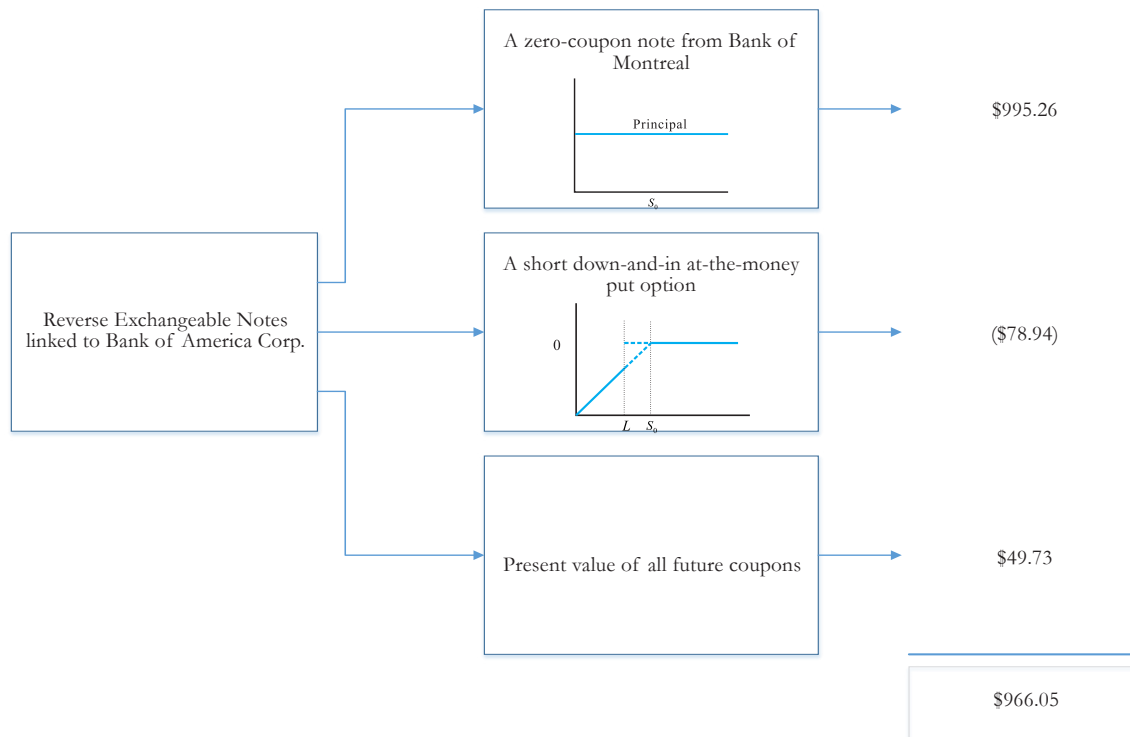 A zero-coupon note from Bank of
Montreal
Principal
S₀
$995.26
Reverse Exchangeable Notes
linked to Bank of America Corp.
A short down-and-in at-the-money
put option
0
L S₀
($78.94)
Present value of all future coupons
$49.73
$966.05